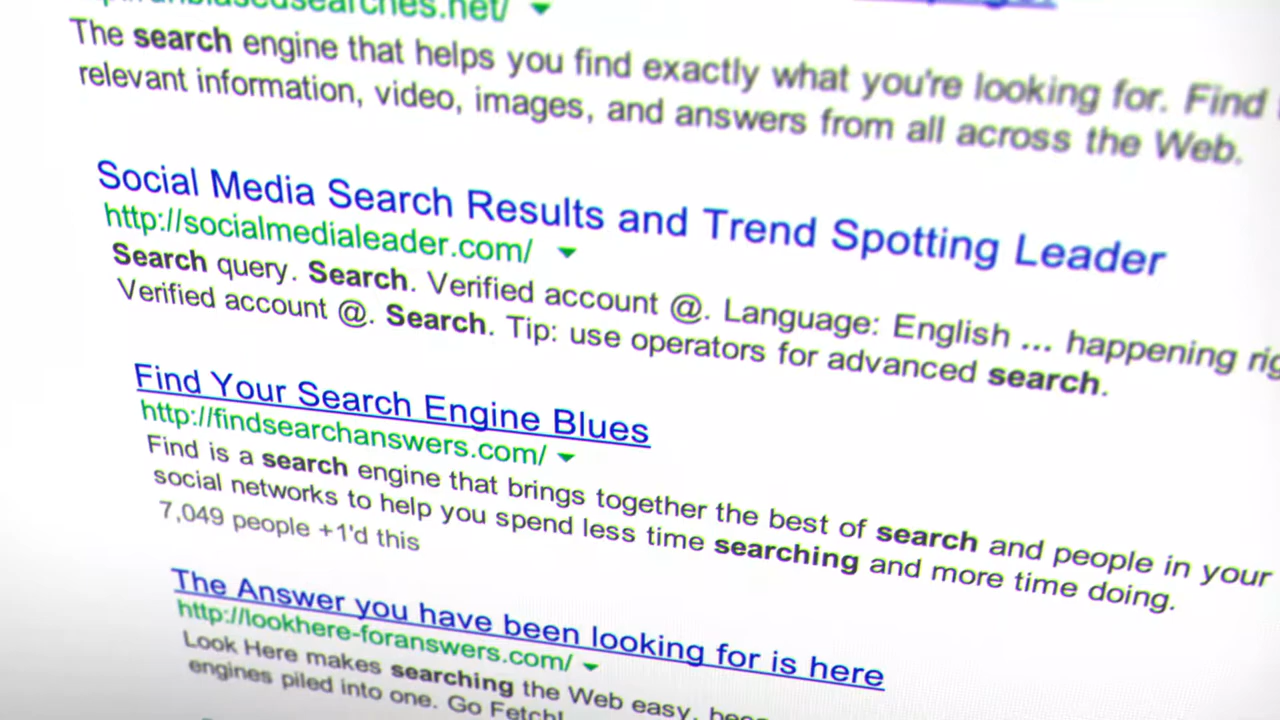 The search engine that helps you find exactly what you're looking for. Find
relevant information, video, images, and answers from all across the Web.
Social Media Search Results and Trend Spotting Leader
http://socialmedialeader.com/
Search query. Search. Verified account @. Language: English ... happening
Verified account @. Search. Tip: use operators for advanced search.
Find Your Search Engine Blues
http://findsearchanswers.com/
Find is a search engine that brings together the best of search and people in your
social networks to help you spend less time searching and more time doing.
7,049 people +1'd this
The Answer you have been looking for is here
http://lookhere-foranswers.com/
Look Here makes searching the Web easy,
engines piled into one. Go Fetch!